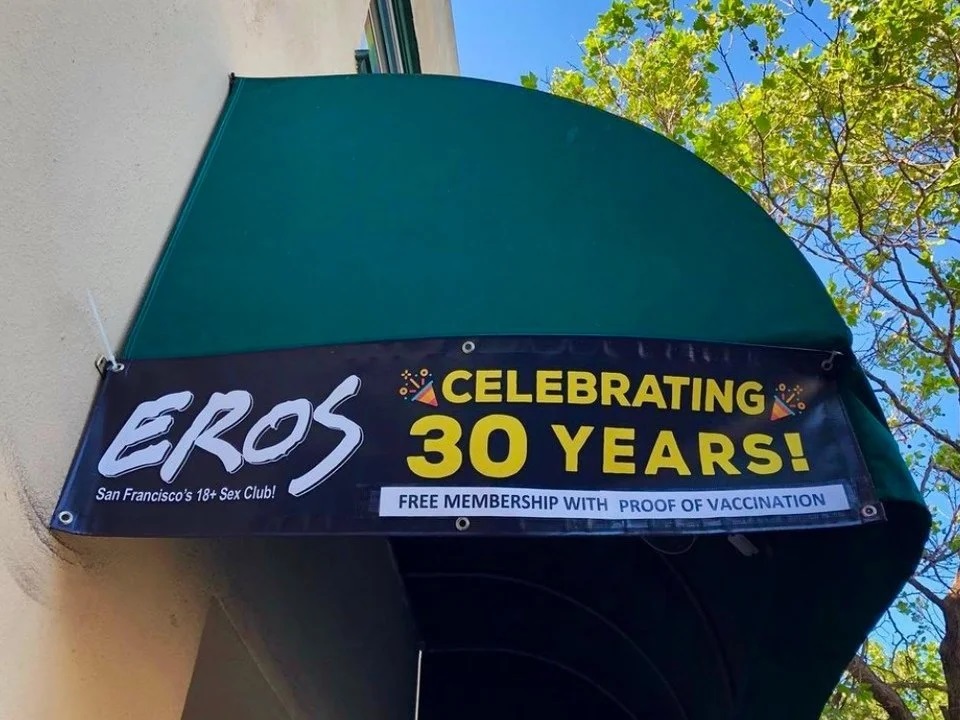 EROS
San Francisco's 18+ Sex Club!
CELEBRATING
30 YEARS!
FREE MEMBERSHIP WITH PROOF OF VACCINATION